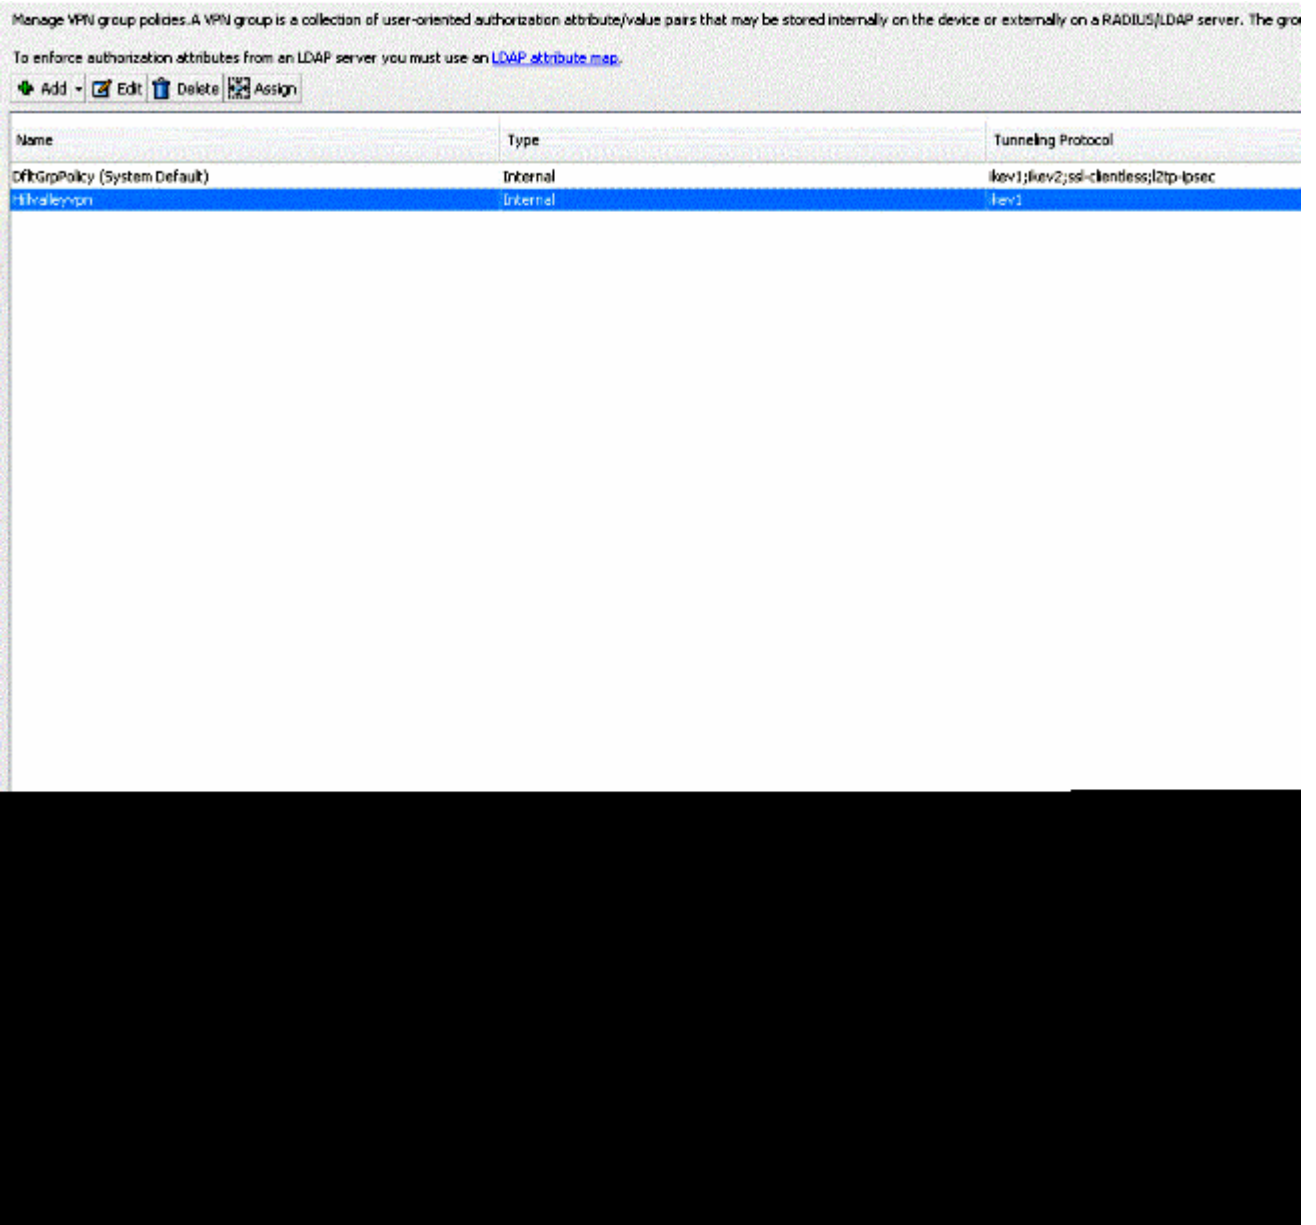 Manage VPN group policies.A VPN group is a collection of user-oriented authorization attribute/value pairs that may be stored internally on the device or externally on a RADIUS/LDAP server. The gro
To enforce authorization attributes from an LDAP server you must use an LDAP attribute map.
Add Edit Delete Assign
Name Type Tunneling Protocol
DfltGrpPolicy (System Default) Internal ikev1;ikev2;ssl-clientless;l2tp-ipsec
Hillvalleyvpn Internal ikev1